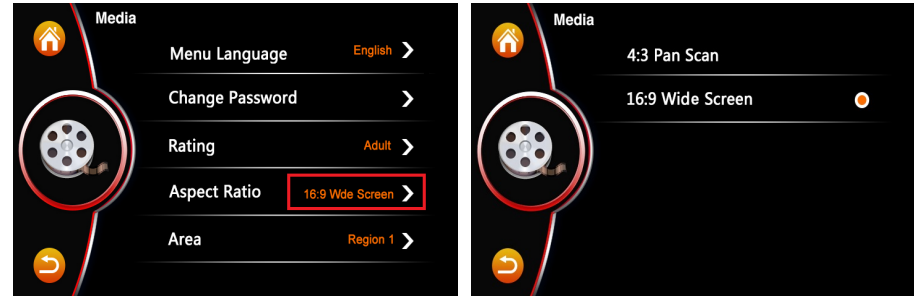 Media
Menu Language English
Change Password
Rating Adult
Aspect Ratio 16:9 Wde Screen
Area Region 1
Media
4:3 Pan Scan
16:9 Wide Screen